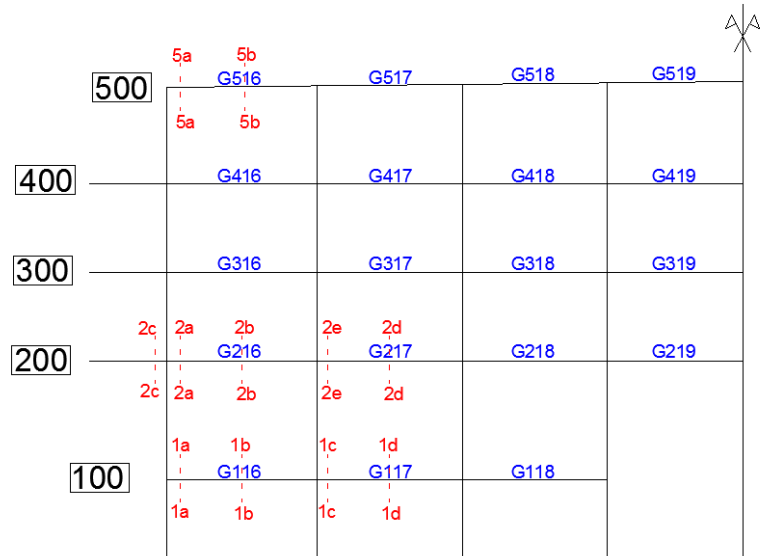 5a 5b
G516 G517 G518 G519
500
5a 5b
400 G416 G417 G418 G419
300 G316 G317 G318 G319
2c 2a 2b 2e 2d
200 G216 G217 G218 G219
2c 2a 2b 2e 2d
1a 1b 1c 1d
100 G116 G117 G118
1a 1b 1c 1d